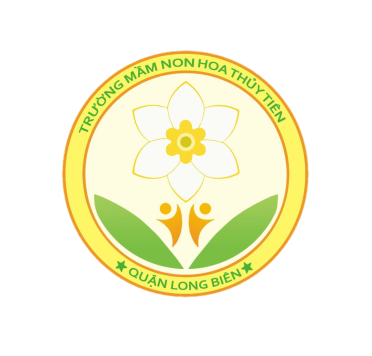 TRƯỜNG MẦM NON HOA THỦY TIÊN
QUẬN LONG BIÊN